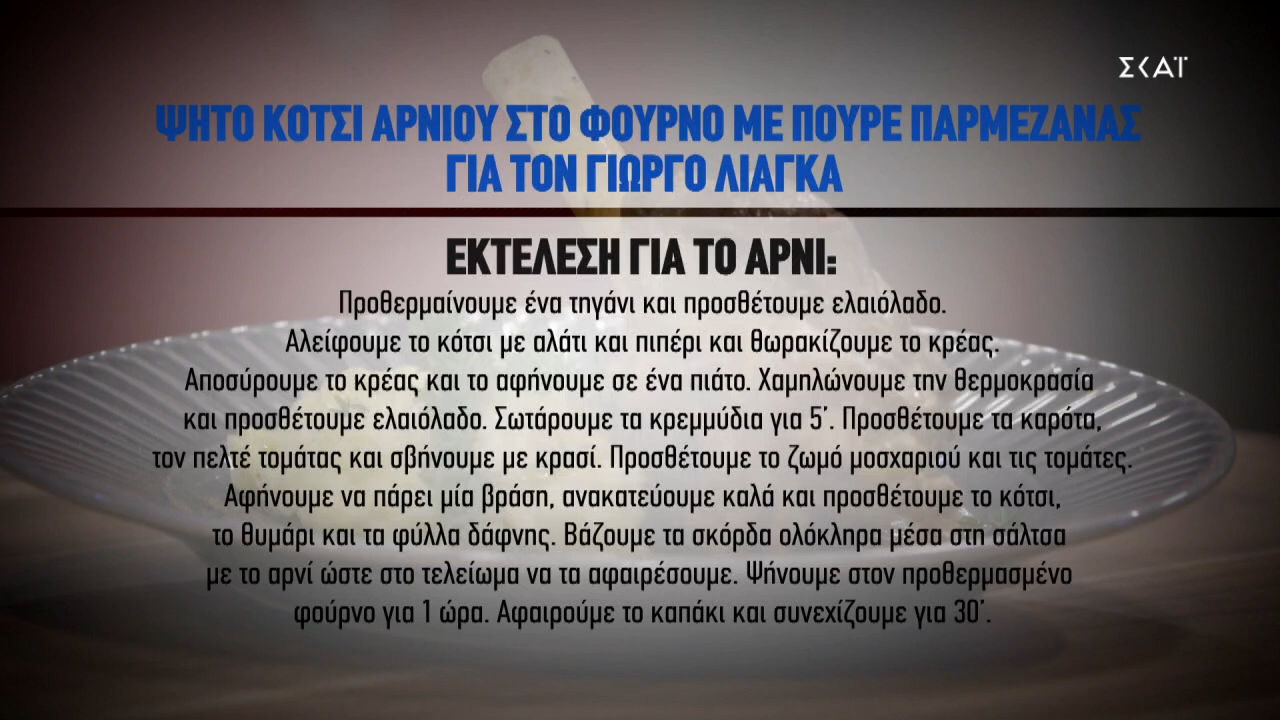 ΣΚΑΪ
ΨΗΤΟ ΚΟΤΣΙ ΑΡΝΙΟΥ ΣΤΟ ΦΟΥΡΝΟ ΜΕ ΠΟΥΡΕ ΠΑΡΜΕΖΑΝΑΣ
ΓΙΑ ΤΟΝ ΓΙΩΡΓΟ ΛΙΑΓΚΑ
ΕΚΤΕΛΕΣΗ ΓΙΑ ΤΟ ΑΡΝΙ:
Προθερμαίνουμε ένα τηγάνι και προσθέτουμε ελαιόλαδο.
Αλείφουμε το κότσι με αλάτι και πιπέρι και θωρακίζουμε το κρέας.
Αποσύρουμε το κρέας και το αφήνουμε σε ένα πιάτο. Χαμηλώνουμε την θερμοκρασία
και προσθέτουμε ελαιόλαδο. Σωτάρουμε τα κρεμμύδια για 5’. Προσθέτουμε τα καρότα,
τον πελτέ τομάτας και σβήνουμε με κρασί. Προσθέτουμε το ζωμό μοσχαριού και τις τομάτες.
Αφήνουμε να πάρει μία βράση, ανακατεύουμε καλά και προσθέτουμε το κότσι,
το θυμάρι και τα φύλλα δάφνης. Βάζουμε τα σκόρδα ολόκληρα μέσα στη σάλτσα
με το αρνί ώστε στο τελείωμα να τα αφαιρέσουμε. Ψήνουμε στον προθερμασμένο
φούρνο για 1 ώρα. Αφαιρούμε το καπάκι και συνεχίζουμε για 30’.